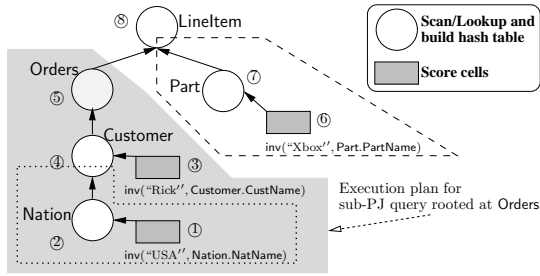 ⑧ LineItem
Scan/Lookup and
build hash table
Score cells
Orders
⑤
Part
⑦
⑥
inv(“Xbox′′, Part.PartName)
Customer
④
③
inv(“Rick′′, Customer.CustName)
Execution plan for
sub-PJ query rooted at Orders
Nation
②
①
inv(“USA′′, Nation.NatName)